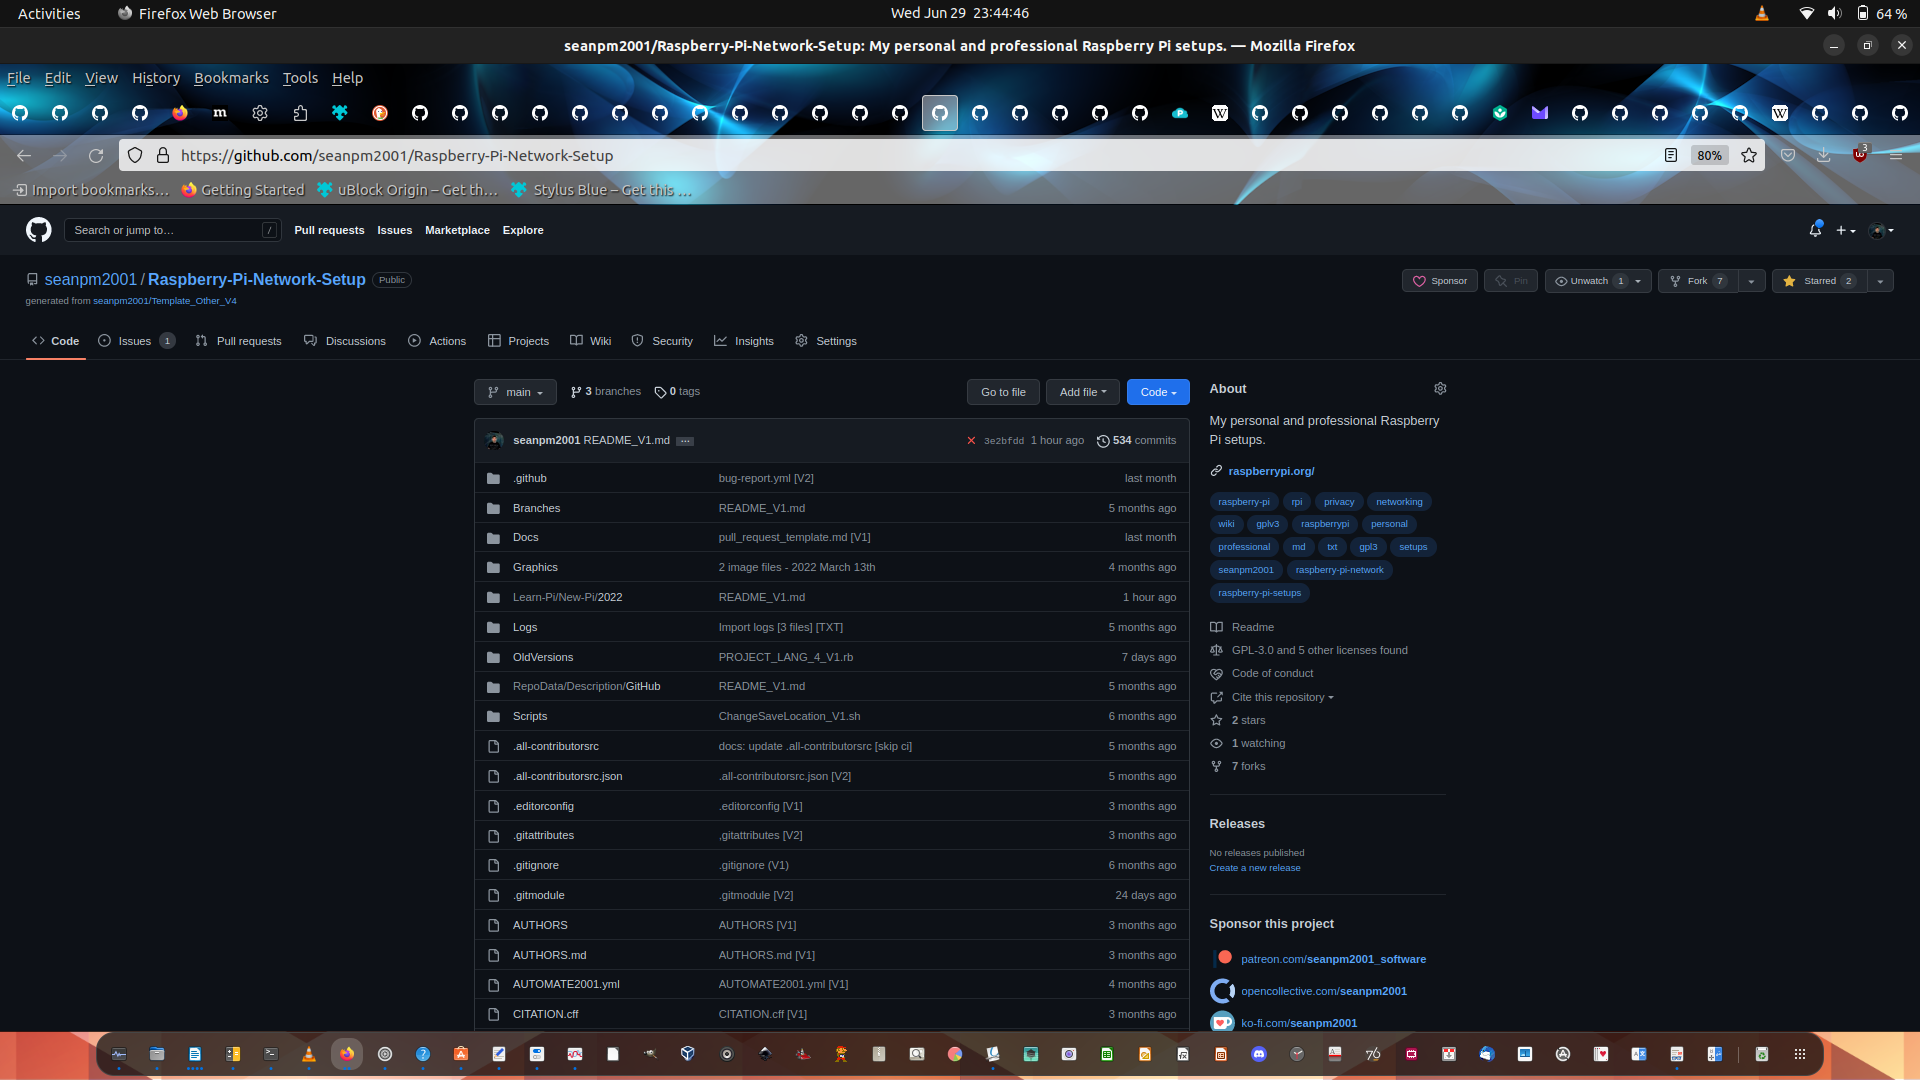 Activities Firefox Web Browser Wed Jun 29 23:44:46 64 %
seanpm2001/Raspberry-Pi-Network-Setup: My personal and professional Raspberry Pi setups. — Mozilla Firefox
File Edit View History Bookmarks Tools Help
https://github.com/seanpm2001/Raspberry-Pi-Network-Setup 80% 3
Import bookmarks… Getting Started uBlock Origin – Get th… Stylus Blue – Get this …
Search or jump to… / Pull requests Issues Marketplace Explore
seanpm2001 / Raspberry-Pi-Network-Setup Public Sponsor Pin Unwatch 1 Fork 7 Starred 2
generated from seanpm2001/Template_Other_V4
Code Issues 1 Pull requests Discussions Actions Projects Wiki Security Insights Settings
main 3 branches 0 tags Go to file Add file Code
seanpm2001 README_V1.md ... 3e2bfdd 1 hour ago 534 commits
.github bug-report.yml [V2] last month
Branches README_V1.md 5 months ago
Docs pull_request_template.md [V1] last month
Graphics 2 image files - 2022 March 13th 4 months ago
Learn-Pi/New-Pi/2022 README_V1.md 1 hour ago
Logs Import logs [3 files] [TXT] 5 months ago
OldVersions PROJECT_LANG_4_V1.rb 7 days ago
RepoData/Description/GitHub README_V1.md 5 months ago
Scripts ChangeSaveLocation_V1.sh 6 months ago
.all-contributorsrc docs: update .all-contributorsrc [skip ci] 5 months ago
.all-contributorsrc.json .all-contributorsrc.json [V2] 5 months ago
.editorconfig .editorconfig [V1] 3 months ago
.gitattributes ,gitattributes [V2] 3 months ago
.gitignore .gitignore (V1) 6 months ago
.gitmodule .gitmodule [V2] 24 days ago
AUTHORS AUTHORS [V1] 3 months ago
AUTHORS.md AUTHORS.md [V1] 3 months ago
AUTOMATE2001.yml AUTOMATE2001.yml [V1] 4 months ago
CITATION.cff CITATION.cff [V1] 3 months ago
About
My personal and professional Raspberry
Pi setups.
raspberrypi.org/
raspberry-pi rpi privacy networking
wiki gplv3 raspberrypi personal
professional md txt gpl3 setups
seanpm2001 raspberry-pi-network
raspberry-pi-setups
Readme
GPL-3.0 and 5 other licenses found
Code of conduct
Cite this repository
2 stars
1 watching
7 forks
Releases
No releases published
Create a new release
Sponsor this project
patreon.com/seanpm2001_software
opencollective.com/seanpm2001
ko-fi.com/seanpm2001